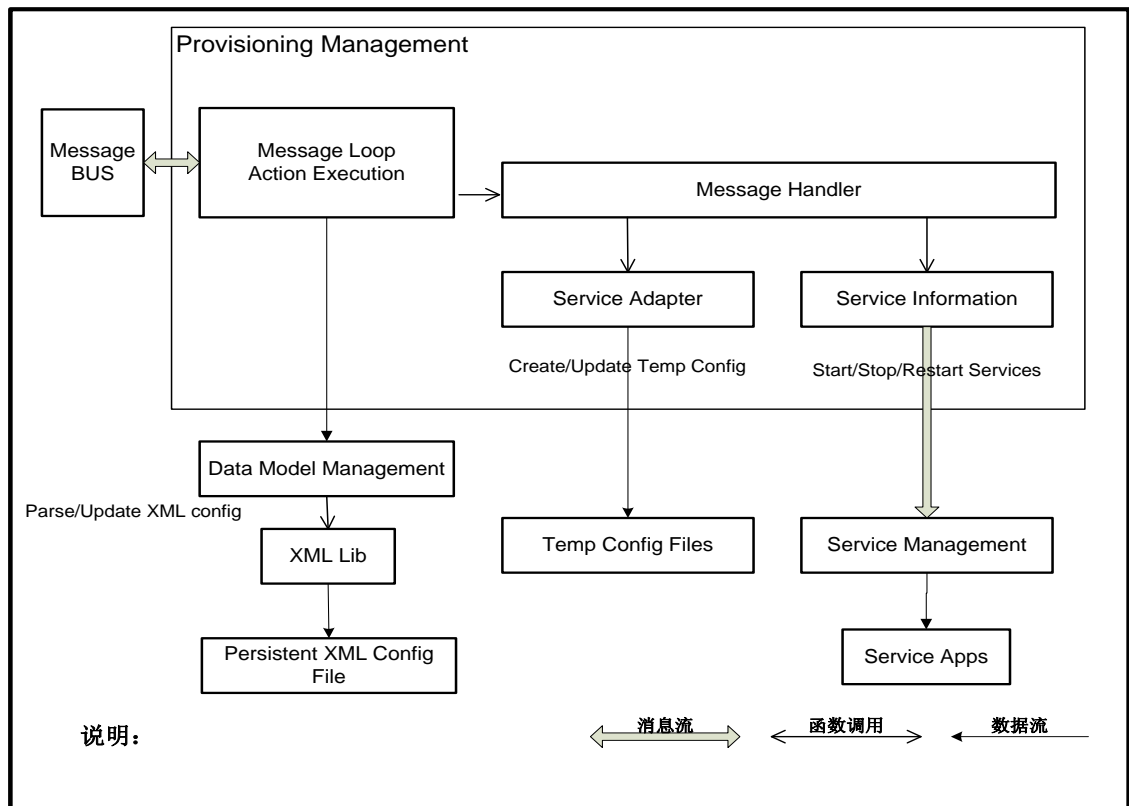 Provisioning Management
Message
BUS
Message Loop
Action Execution
Message Handler
Service Adapter
Service Information
Create/Update Temp Config
Start/Stop/Restart Services
Data Model Management
Parse/Update XML config
XML Lib
Temp Config Files
Service Management
Persistent XML Config
File
Service Apps
说明：
消息流
函数调用
数据流